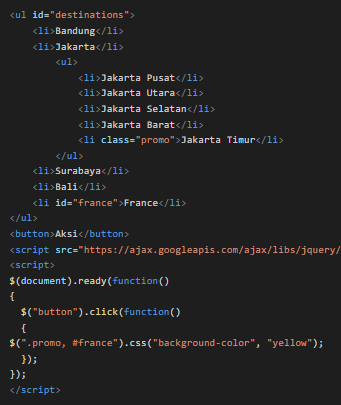 <ul id="destinations">
    <li>Bandung</li>
    <li>Jakarta</li>
        <ul>
            <li>Jakarta Pusat</li>
            <li>Jakarta Utara</li>
            <li>Jakarta Selatan</li>
            <li>Jakarta Barat</li>
            <li class="promo">Jakarta Timur</li>
        </ul>
    <li>Surabaya</li>
    <li>Bali</li>
    <li id="france">France</li>
</ul>
<button>Aksi</button>
<script src="https://ajax.googleapis.com/ajax/libs/jquery/
<script>
$(document).ready(function()
{
  $("button").click(function()
  {
$(".promo, #france").css("background-color", "yellow");
  });
});
</script>